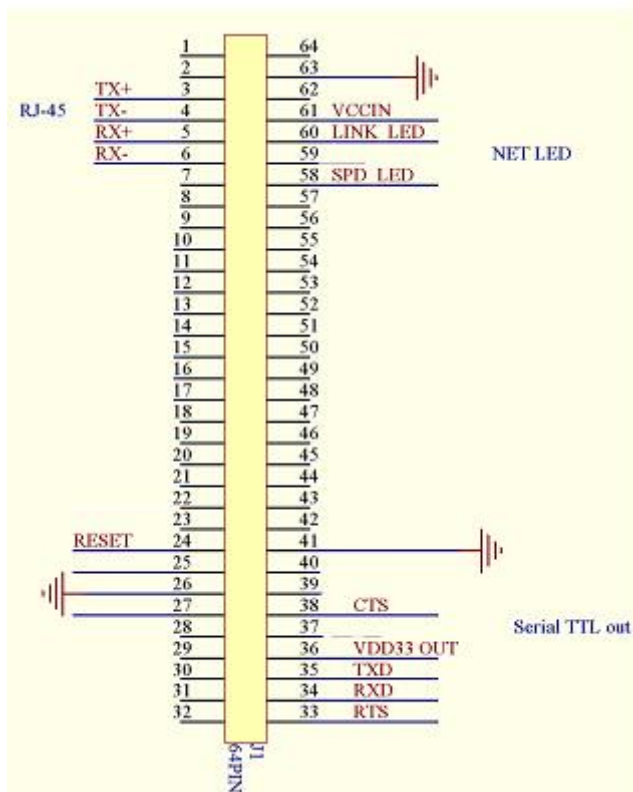 1 64
2 63
TX+ 3 62
RJ-45 TX- 4 61 VCCIN
RX+ 5 60 LINK_LED
RX- 6 59 NET LED
7 58 SPD_LED
8 57
9 56
10 55
11 54
12 53
13 52
14 51
15 50
16 49
17 48
18 47
19 46
20 45
21 44
22 43
23 42
RESET 24 41
25 40
26 39
27 38 CTS
28 37 Serial TTL out
29 36 VDD33 OUT
30 35 TXD
31 34 RXD
32 33 RTS
J1
64PIN